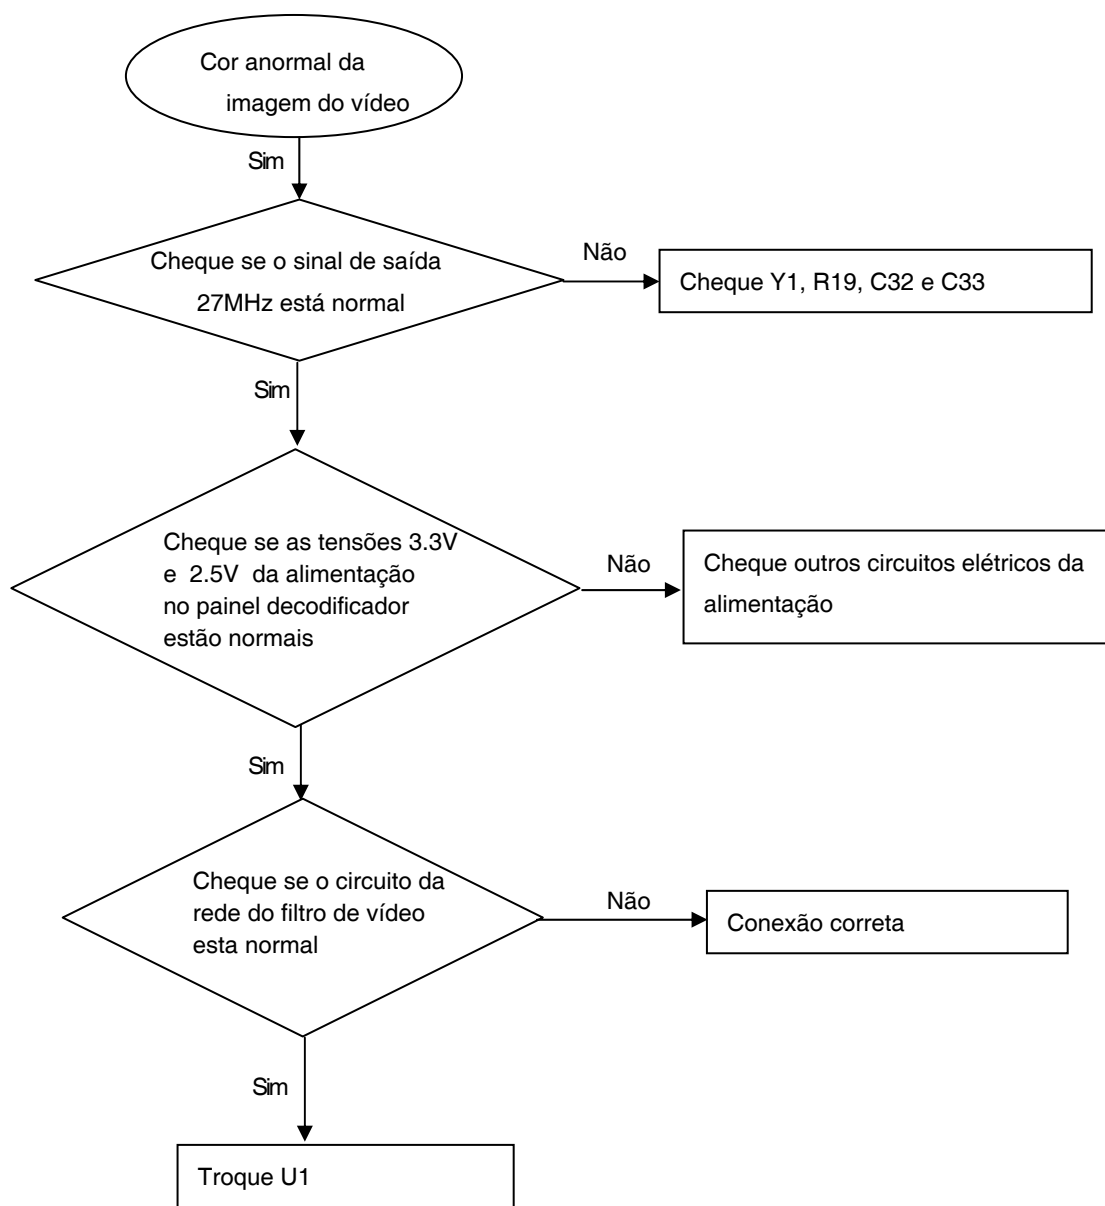 Cor anormal da
imagem do vídeo
Sim
Cheque se o sinal de saída
27MHz está normal
Não
Cheque Y1, R19, C32 e C33
Sim
Cheque se as tensões 3.3V
e 2.5V da alimentação
no painel decodificador
estão normais
Não
Cheque outros circuitos elétricos da
alimentação
Sim
Cheque se o circuito da
rede do filtro de vídeo
esta normal
Não
Conexão correta
Sim
Troque U1